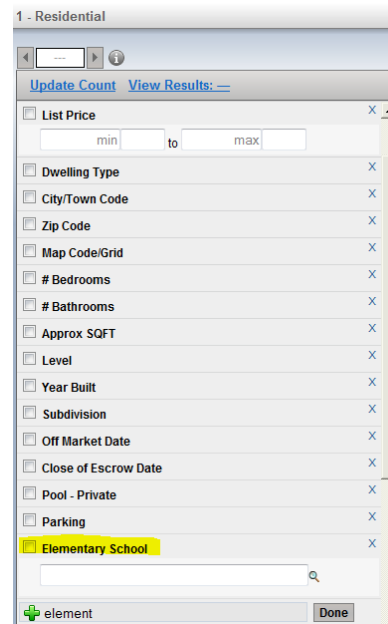 1 - Residential
---
Update Count View Results: —
List Price X
min to max
Dwelling Type X
City/Town Code X
Zip Code X
Map Code/Grid X
# Bedrooms X
# Bathrooms X
Approx SQFT X
Level X
Year Built X
Subdivision X
Off Market Date X
Close of Escrow Date X
Pool - Private X
Parking X
Elementary School X
element Done